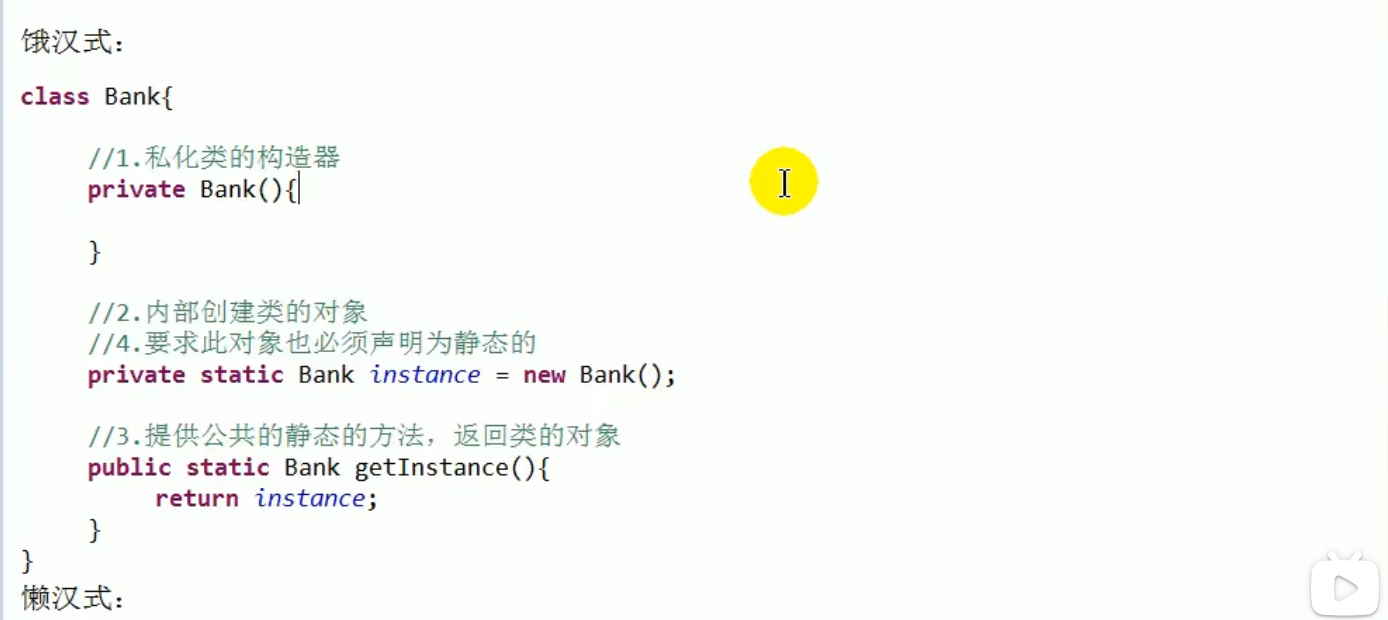 饿汉式：
class Bank{
//1.私化类的构造器
private Bank(){
}
//2.内部创建类的对象
//4.要求此对象也必须声明为静态的
private static Bank instance = new Bank();
//3.提供公共的静态的方法，返回类的对象
public static Bank getInstance(){
return instance;
}
}
懒汉式：